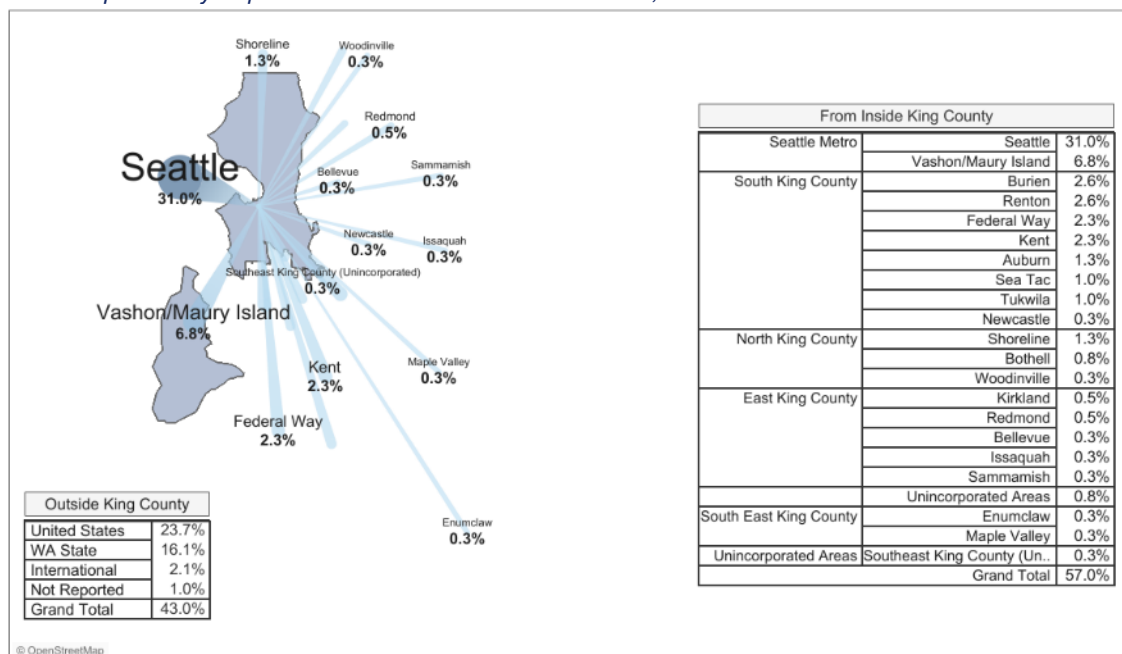 Shoreline
1.3%
Woodinville
0.3%
Redmond
0.5%
Seattle
31.0%
Bellevue
0.3%
Sammamish
0.3%
Newcastle
0.3%
Issaquah
0.3%
Southeast King County (Unincorporated)
0.3%
Vashon/Maury Island
6.8%
Kent
2.3%
Maple Valley
0.3%
Federal Way
2.3%
Enumclaw
0.3%
Outside King County
United States 23.7%
WA State 16.1%
International 2.1%
Not Reported 1.0%
Grand Total 43.0%
From Inside King County
Seattle Metro Seattle 31.0%
Vashon/Maury Island 6.8%
South King County Burien 2.6%
Renton 2.6%
Federal Way 2.3%
Kent 2.3%
Auburn 1.3%
Sea Tac 1.0%
Tukwila 1.0%
Newcastle 0.3%
North King County Shoreline 1.3%
Bothell 0.8%
Woodinville 0.3%
East King County Kirkland 0.5%
Redmond 0.5%
Bellevue 0.3%
Issaquah 0.3%
Sammamish 0.3%
Unincorporated Areas 0.8%
South East King County Enumclaw 0.3%
Maple Valley 0.3%
Unincorporated Areas Southeast King County (Un.. 0.3%
Grand Total 57.0%
© OpenStreetMap